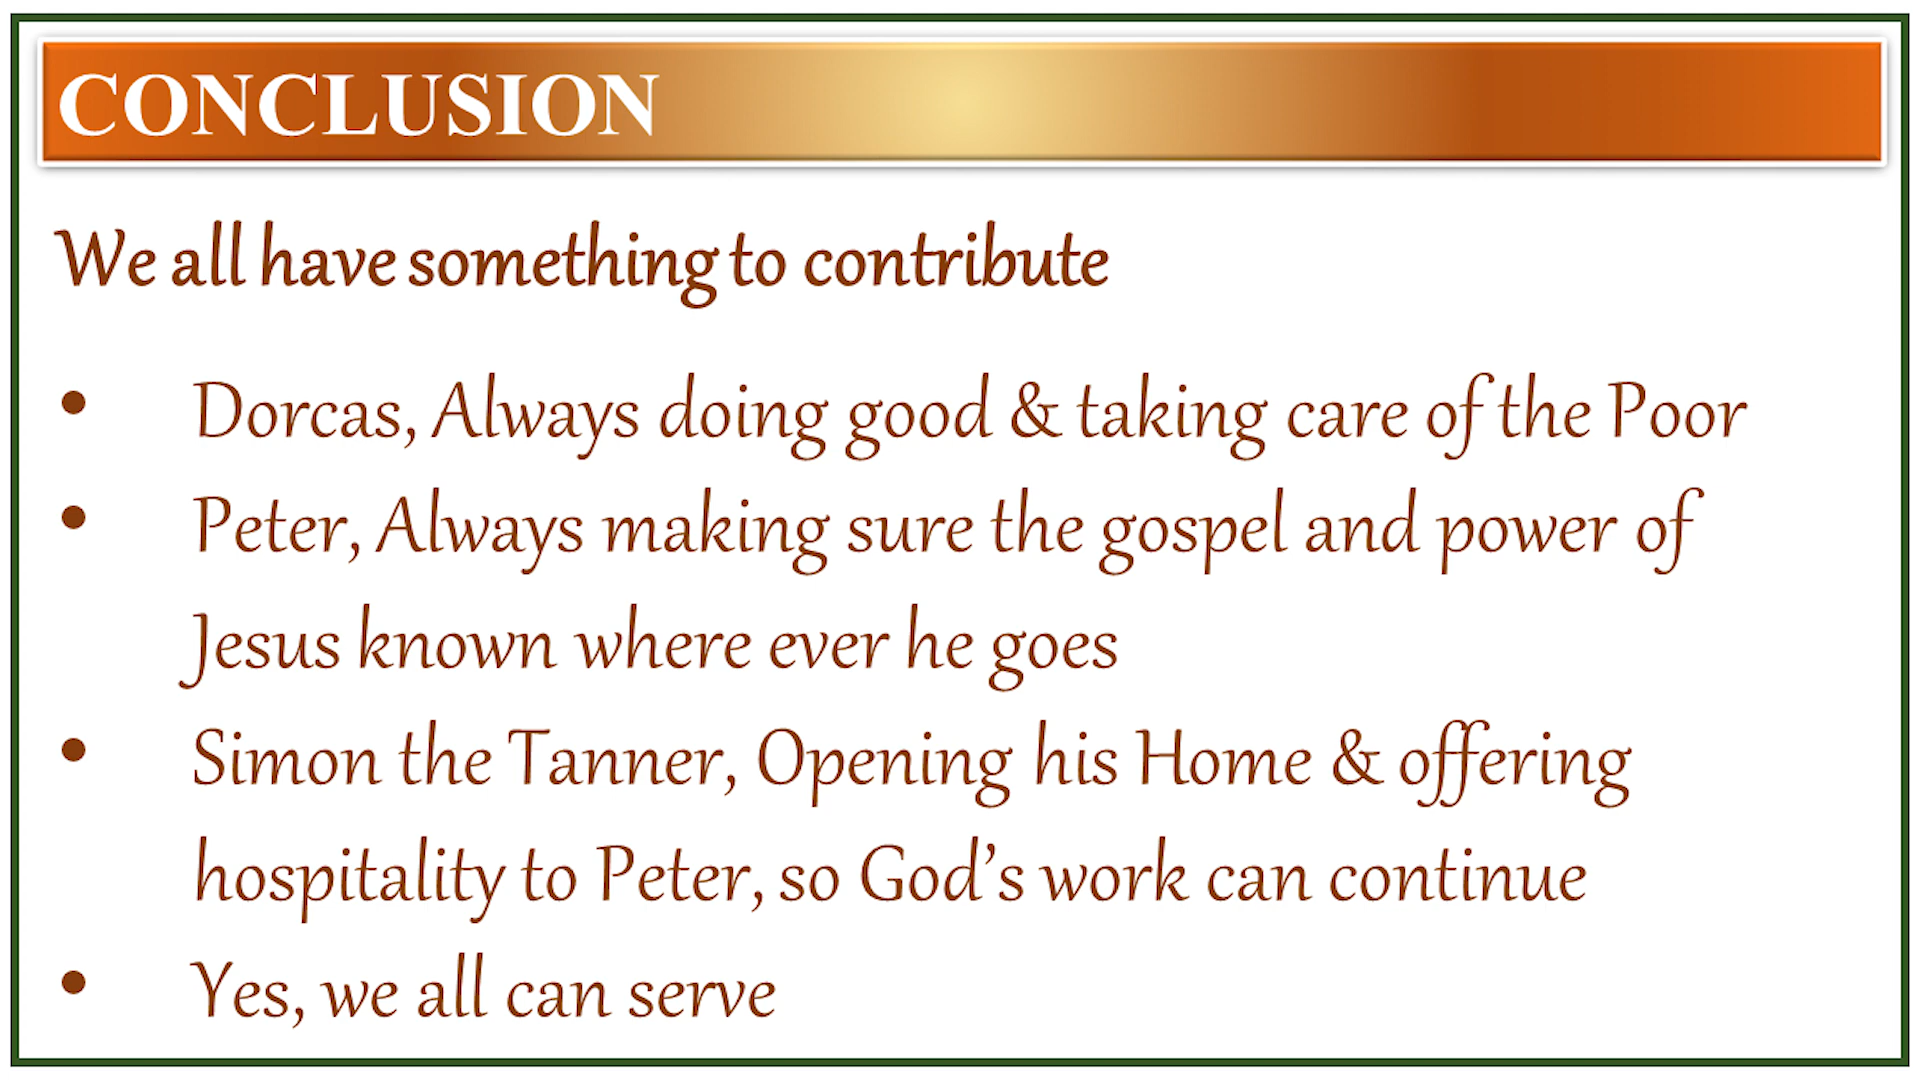 CONCLUSION
We all have something to contribute
• Dorcas, Always doing good & taking care of the Poor
• Peter, Always making sure the gospel and power of
Jesus known where ever he goes
• Simon the Tanner, Opening his Home & offering
hospitality to Peter, so God’s work can continue
• Yes, we all can serve